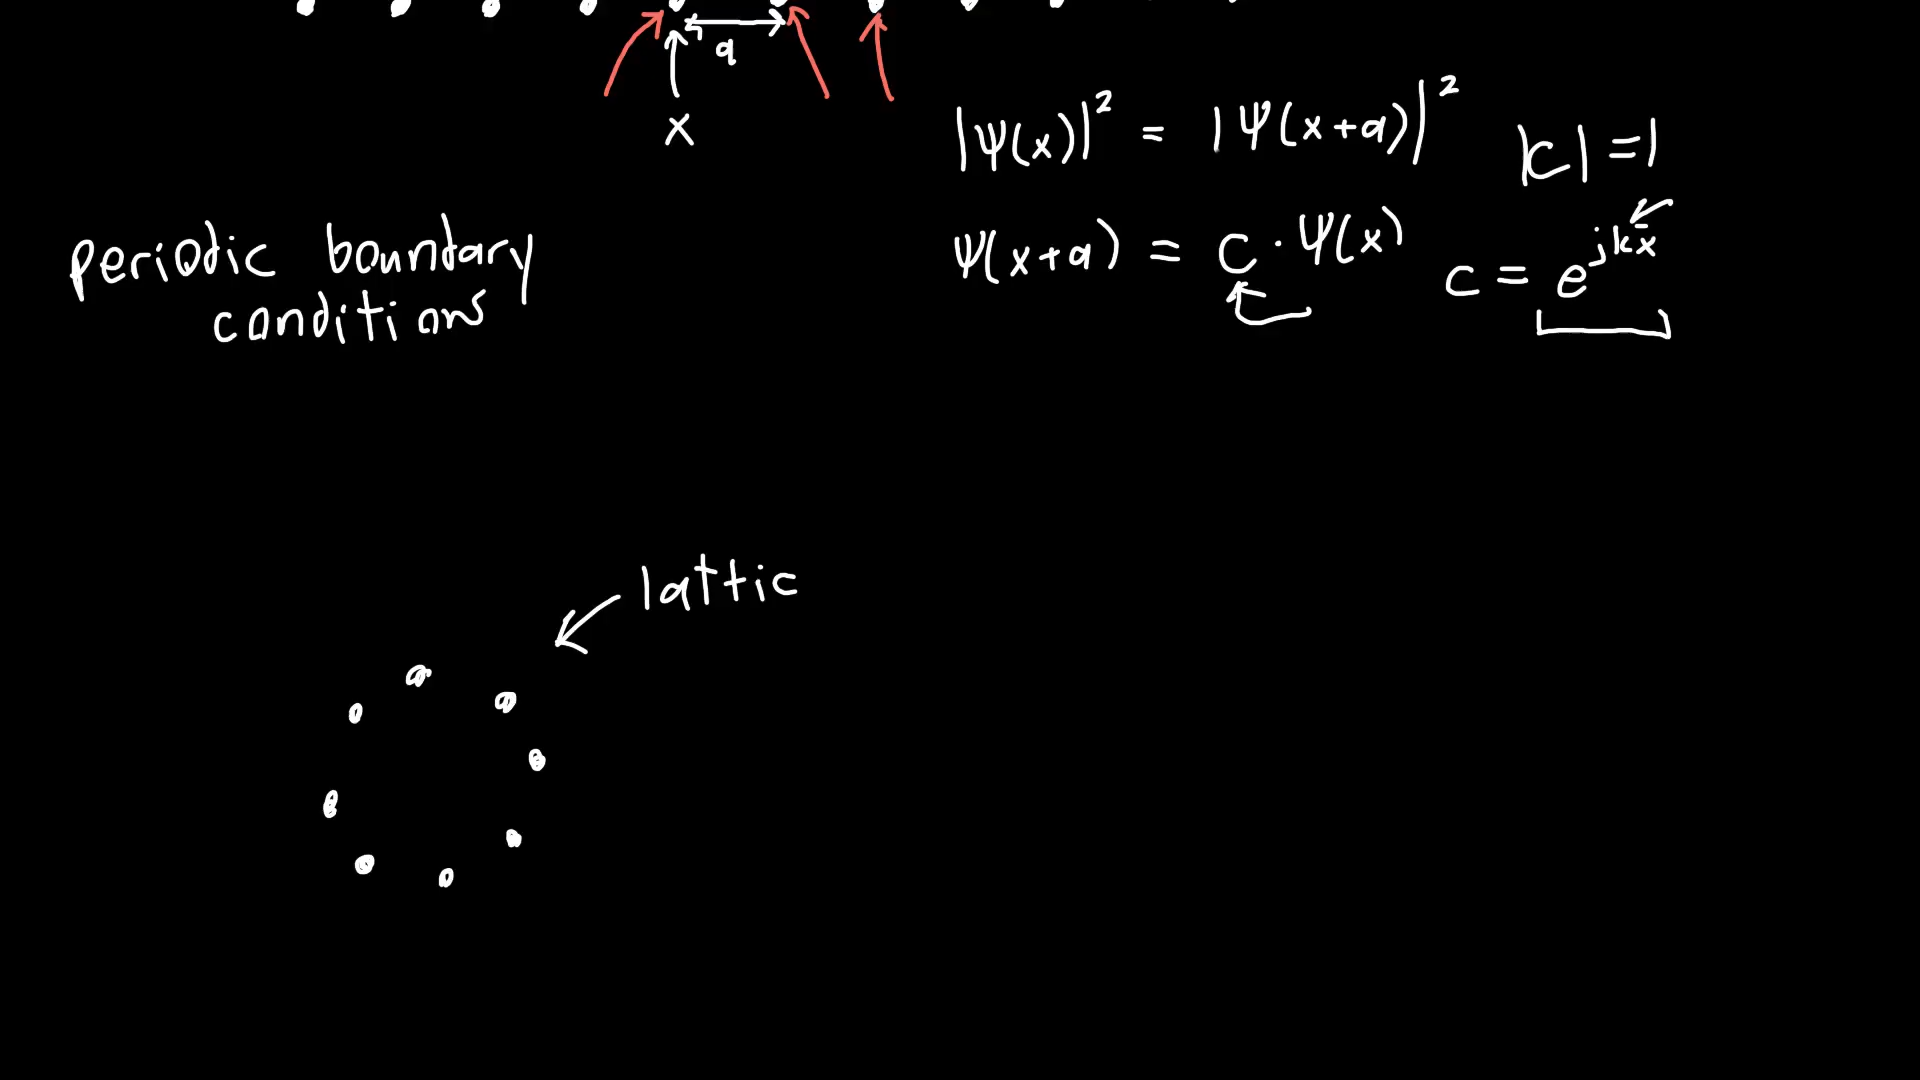 a
x
|ψ(x)|² = |ψ(x+a)|²
|c| = 1
periodic boundary
conditions
ψ(x+a) = c · ψ(x)
c = e^{jkx}
lattic